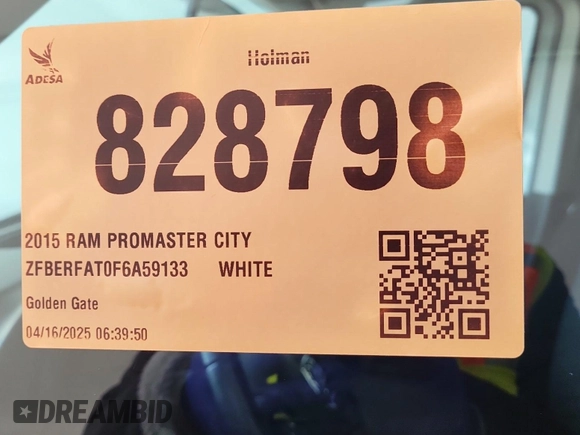 ADESA
Holman
828798
2015 RAM PROMASTER CITY
ZFBERFAT0F6A59133 WHITE
Golden Gate
04/16/2025 06:39:50
DREAMBID